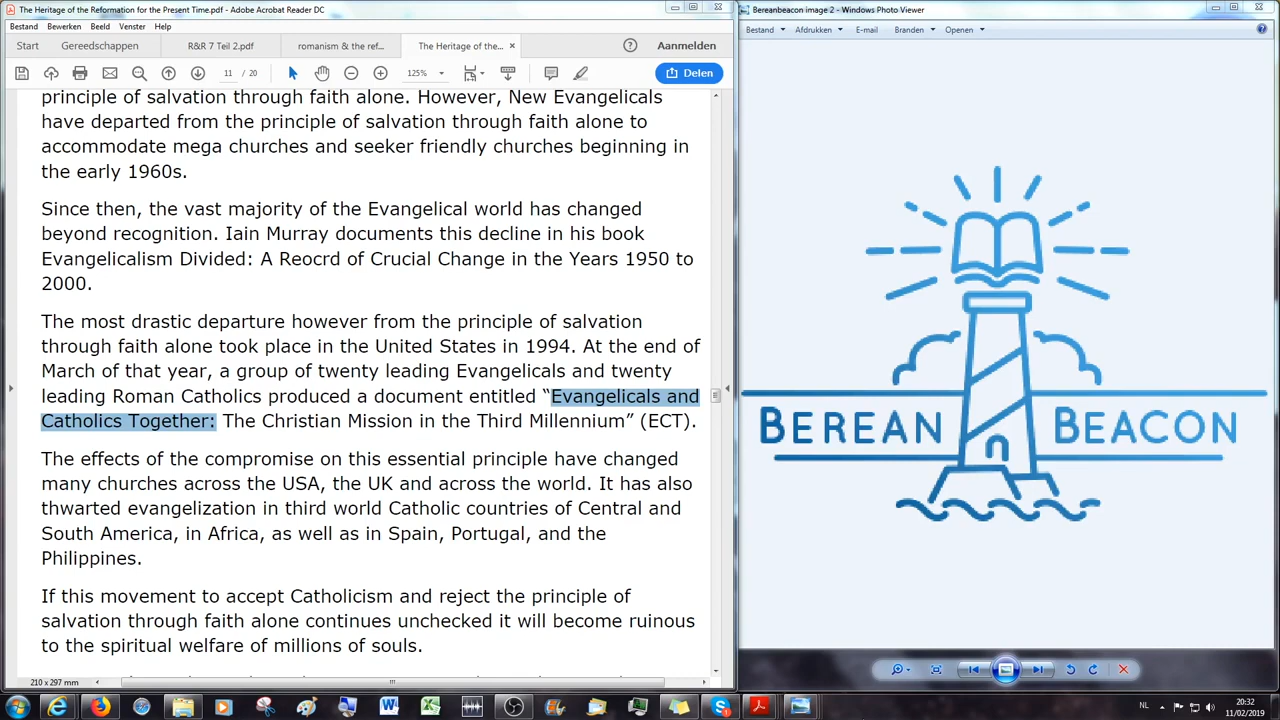 The Heritage of the Reformation for the Present Time.pdf - Adobe Acrobat Reader DC
Bestand Bewerken Beeld Venster Help
Start Gereedschappen R&R 7 Teil 2.pdf romanism & the ref... The Heritage of the... × Aanmelden
11 / 20 125% Delen
principle of salvation through faith alone. However, New Evangelicals
have departed from the principle of salvation through faith alone to
accommodate mega churches and seeker friendly churches beginning in
the early 1960s.
Since then, the vast majority of the Evangelical world has changed
beyond recognition. Iain Murray documents this decline in his book
Evangelicalism Divided: A Reocrd of Crucial Change in the Years 1950 to
2000.
The most drastic departure however from the principle of salvation
through faith alone took place in the United States in 1994. At the end of
March of that year, a group of twenty leading Evangelicals and twenty
leading Roman Catholics produced a document entitled “Evangelicals and
Catholics Together: The Christian Mission in the Third Millennium” (ECT).
The effects of the compromise on this essential principle have changed
many churches across the USA, the UK and across the world. It has also
thwarted evangelization in third world Catholic countries of Central and
South America, in Africa, as well as in Spain, Portugal, and the
Philippines.
If this movement to accept Catholicism and reject the principle of
salvation through faith alone continues unchecked it will become ruinous
to the spiritual welfare of millions of souls.
210 x 297 mm
Bereanbeacon image 2 - Windows Photo Viewer
Bestand Afdrukken E-mail Branden Openen
BEREAN BEACON
NL 20:32
11/02/2019